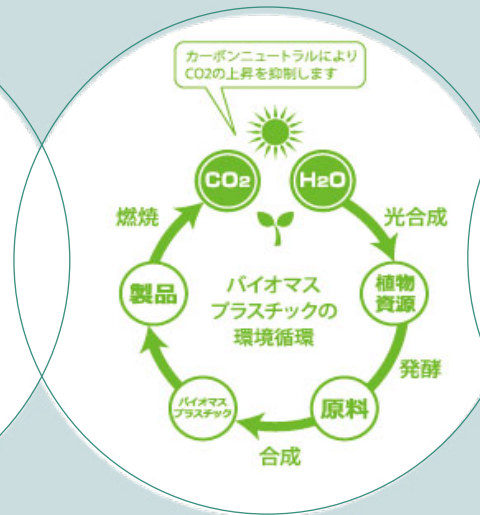 カーボンニュートラルにより
CO2の上昇を抑制します
CO2
H2O
燃焼
光合成
製品
バイオマス
プラスチックの
環境循環
植物
資源
発酵
バイオマス
プラスチック
原料
合成